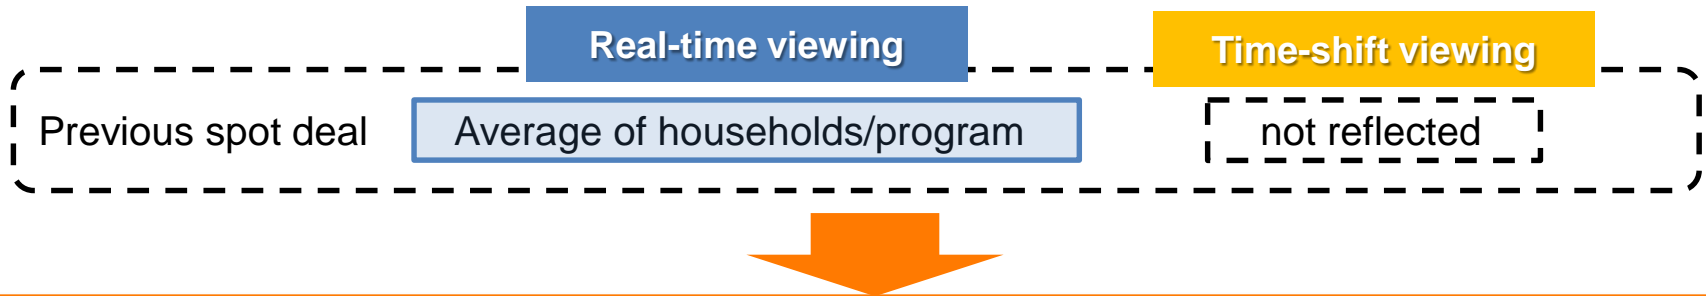 Real-time viewing
Time-shift viewing
Previous spot deal
Average of households/program
not reflected